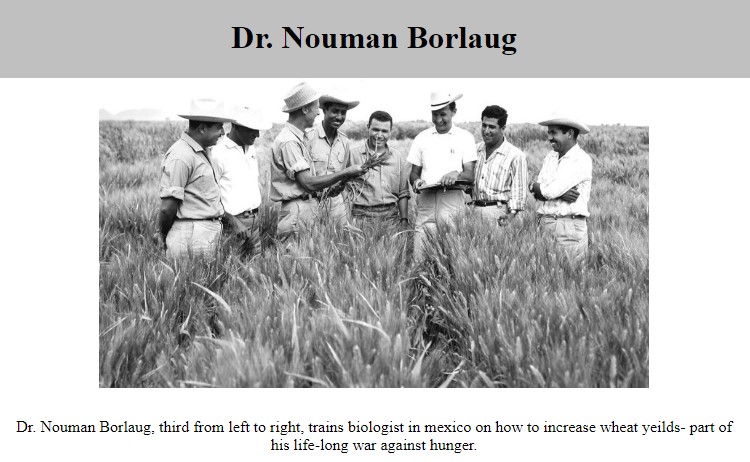 Dr. Nouman Borlaug
Dr. Nouman Borlaug, third from left to right, trains biologist in mexico on how to increase wheat yeilds- part of
his life-long war against hunger.